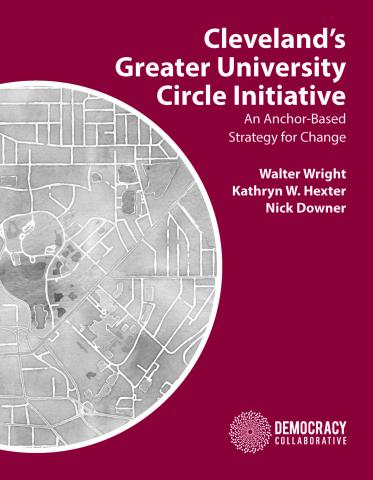 Cleveland's
Greater University
Circle Initiative
An Anchor-Based
Strategy for Change
Walter Wright
Kathryn W. Hexter
Nick Downer
DEMOCRACY
COLLABORATIVE